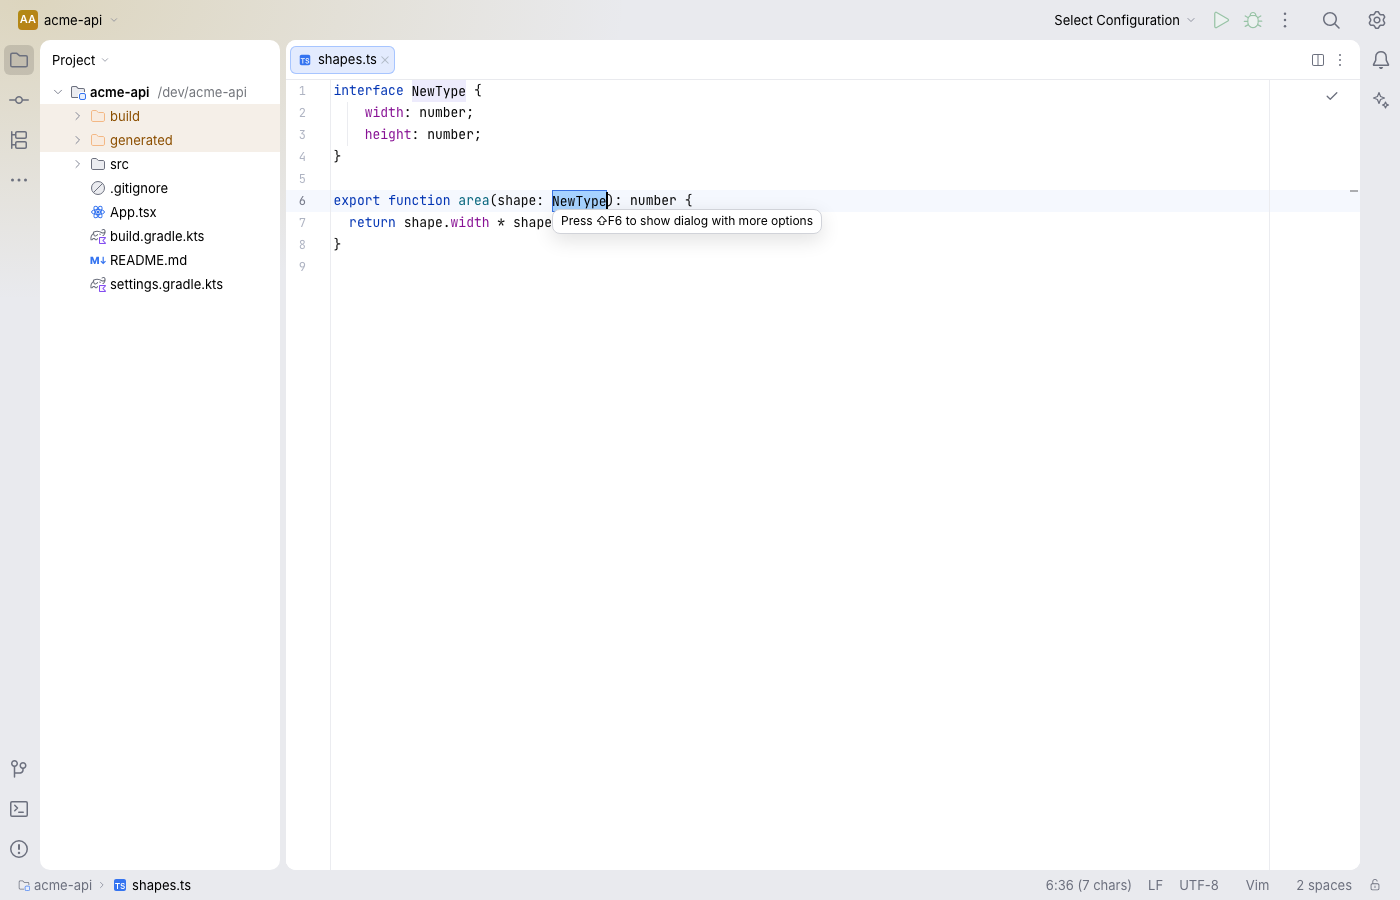 AA acme-api
Select Configuration
Project
shapes.ts
acme-api /dev/acme-api
build
generated
src
.gitignore
App.tsx
build.gradle.kts
README.md
settings.gradle.kts
1 interface NewType {
2 width: number;
3 height: number;
4 }
5
6 export function area(shape: NewType): number {
7 return shape.width * shape
Press ⇧F6 to show dialog with more options
8 }
9
acme-api
TS shapes.ts
6:36 (7 chars)
LF
UTF-8
Vim
2 spaces